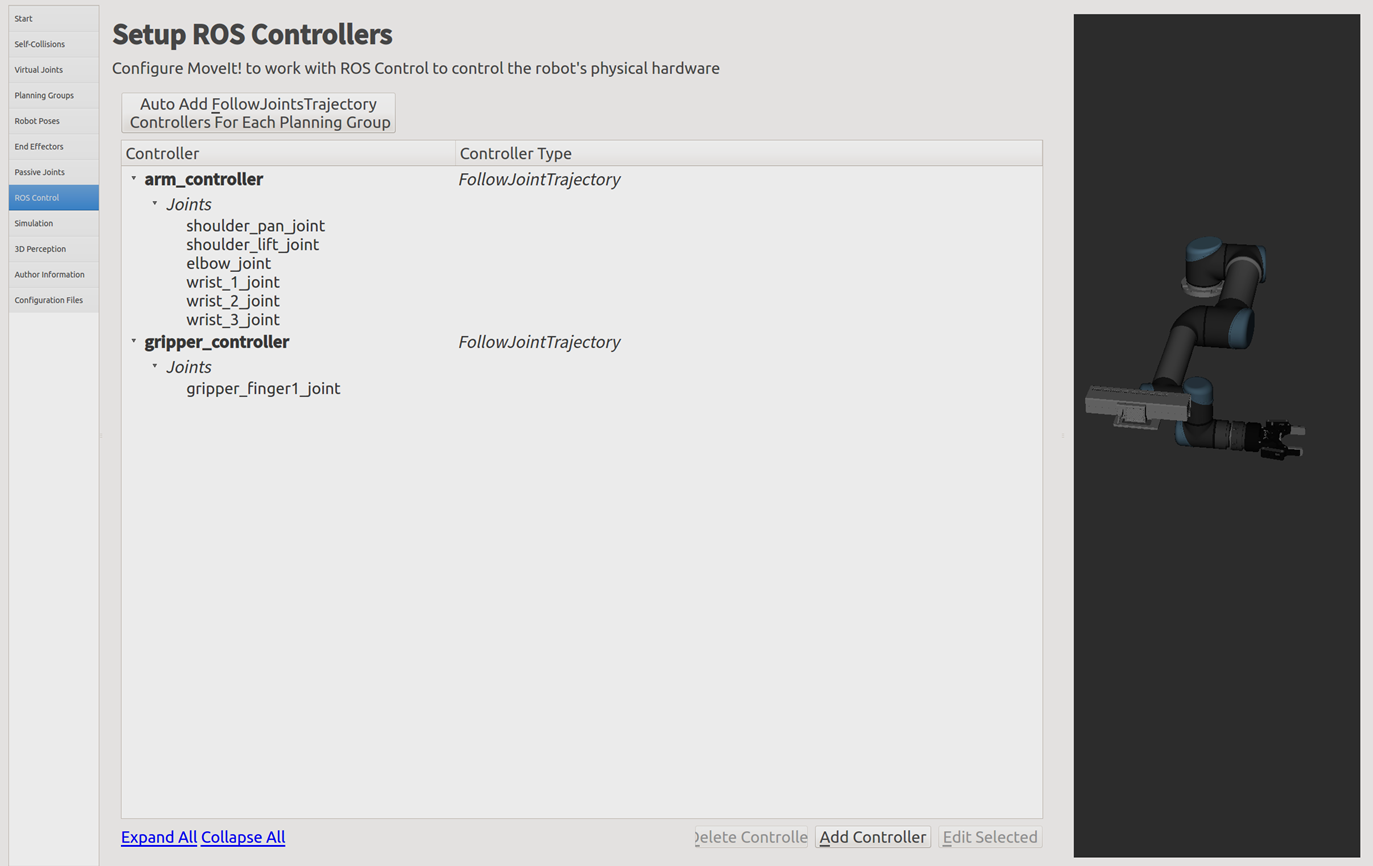 Start
Self-Collisions
Virtual Joints
Planning Groups
Robot Poses
End Effectors
Passive Joints
ROS Control
Simulation
3D Perception
Author Information
Configuration Files
Setup ROS Controllers
Configure MoveIt! to work with ROS Control to control the robot's physical hardware
Auto Add FollowJointsTrajectory
Controllers For Each Planning Group
Controller Controller Type
arm_controller FollowJointTrajectory
Joints
shoulder_pan_joint
shoulder_lift_joint
elbow_joint
wrist_1_joint
wrist_2_joint
wrist_3_joint
gripper_controller FollowJointTrajectory
Joints
gripper_finger1_joint
Expand All Collapse All Delete Controlle Add Controller Edit Selected